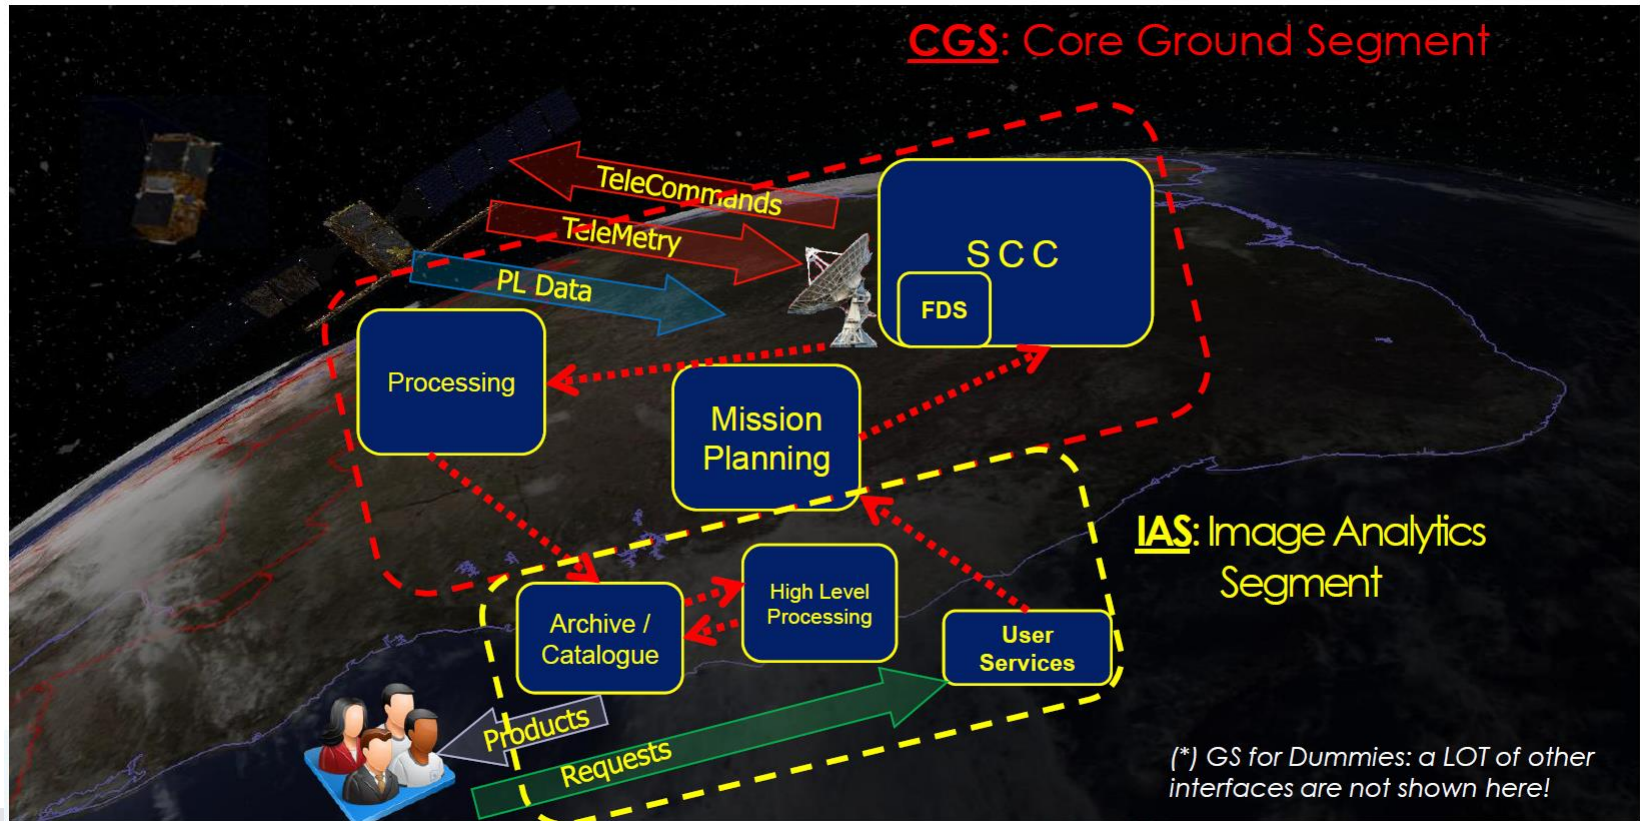 CGS: Core Ground Segment
TeleCommands
TeleMetry
PL Data
SCC
FDS
Processing
Mission
Planning
IAS: Image Analytics
Segment
High Level
Processing
Archive /
Catalogue
User
Services
Products
Requests
(*) GS for Dummies: a LOT of other
interfaces are not shown here!